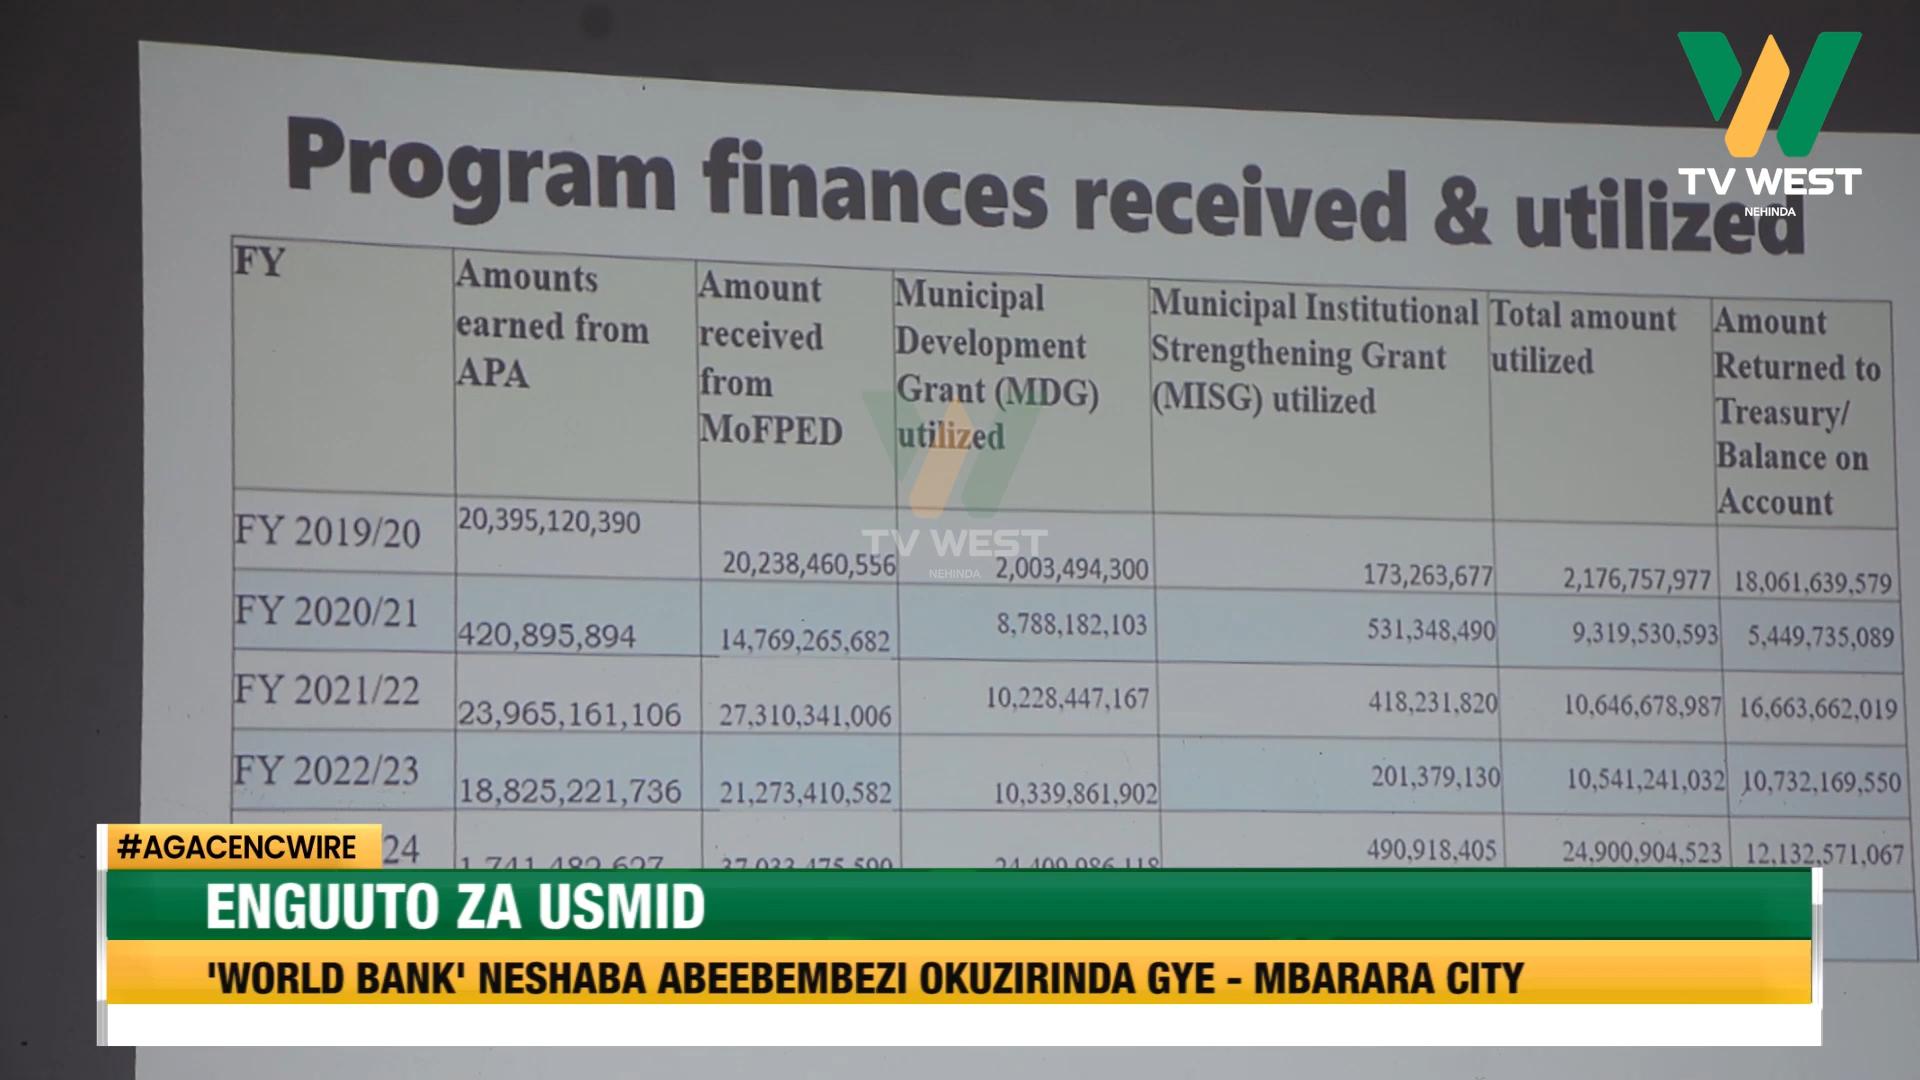 TV WEST
NEHINDA
Program finances received & utilized
FY
Amounts earned from APA
Amount received from MoFPED
Municipal Development Grant (MDG) utilized
Municipal Institutional Strengthening Grant (MISG) utilized
Total amount utilized
Amount Returned to Treasury/ Balance on Account
FY 2019/20 20,395,120,390 20,238,460,556 2,003,494,300 173,263,677 2,176,757,977 18,061,639,579
TV WEST
NEHINDA
FY 2020/21 420,895,894 14,769,265,682 8,788,182,103 531,348,490 9,319,530,593 5,449,735,089
FY 2021/22 23,965,161,106 27,310,341,006 10,228,447,167 418,231,820 10,646,678,987 16,663,662,019
FY 2022/23 18,825,221,736 21,273,410,582 10,339,861,902 201,379,130 10,541,241,032 10,732,169,550
24 490,918,405 24,900,904,523 12,132,571,067
#AGACENCWIRE
ENGUUTO ZA USMID
'WORLD BANK' NESHABA ABEEBEMBEZI OKUZIRINDA GYE - MBARARA CITY